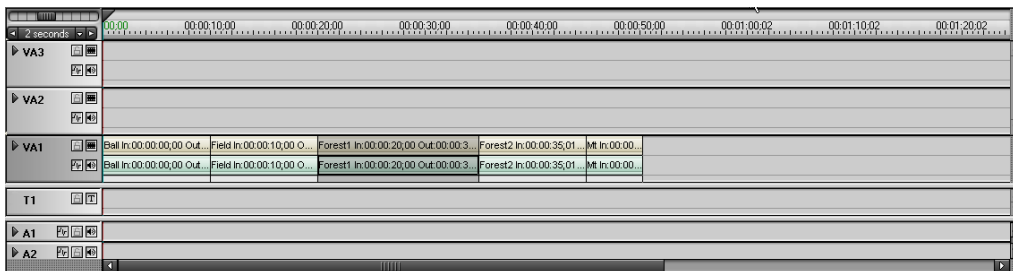 00:00 00:00:10;00 00:00:20;00 00:00:30;00 00:00:40;00 00:00:50;00 00:01:00;02 00:01:10;02 00:01:20;02
2 seconds
VA3
VA2
VA1 Ball In:00:00:00;00 Out... Field In:00:00:10;00 O... Forest1 In:00:00:20;00 Out:00:00:3... Forest2 In:00:00:35;01... Mt In:00:00...
Ball In:00:00:00;00 Out... Field In:00:00:10;00 O... Forest1 In:00:00:20;00 Out:00:00:3... Forest2 In:00:00:35;01... Mt In:00:00...
T1 T
A1
A2